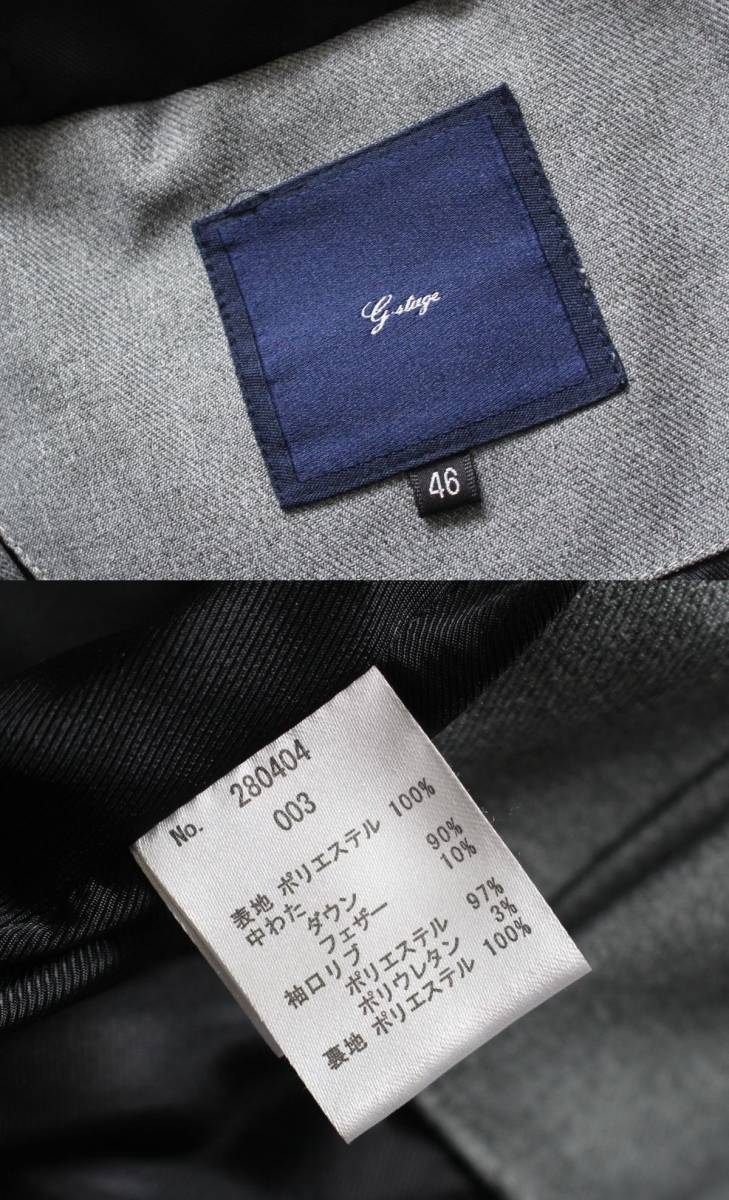 G-stage
46
No. 280404
003
表地 ポリエステル 100%
中わた
ダウン 90%
フェザー 10%
袖口リブ
ポリエステル 97%
ポリウレタン 3%
裏地 ポリエステル 100%